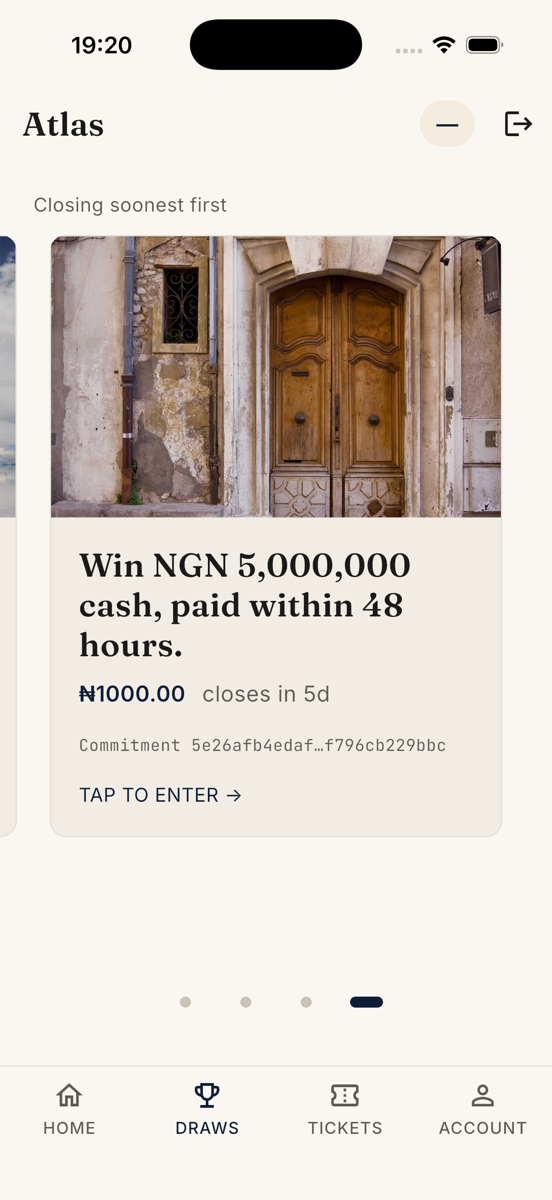 19:20
Atlas
—
Closing soonest first
Win NGN 5,000,000
cash, paid within 48
hours.
₦1000.00 closes in 5d
Commitment 5e26afb4edaf…f796cb229bbc
TAP TO ENTER →
HOME DRAWS TICKETS ACCOUNT